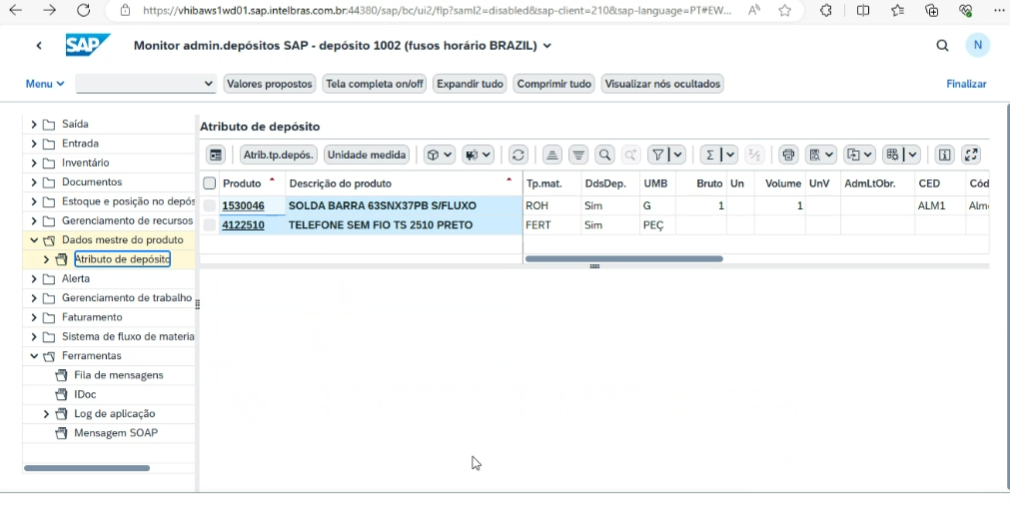 https://vhibaws1wd01.sap.intelbras.com.br:44380/sap/bc/ui2/flp?saml2=disabled&sap-client=210&sap-language=PT#EW...
SAP Monitor admin.depósitos SAP - depósito 1002 (fusos horário BRAZIL) N
Menu Valores propostos Tela completa on/off Expandir tudo Comprimir tudo Visualizar nós ocultados Finalizar
Saída
Entrada
Inventário
Documentos
Estoque e posição no depós
Gerenciamento de recursos
Dados mestre do produto
Atributo de depósito
Alerta
Gerenciamento de trabalho
Faturamento
Sistema de fluxo de materia
Ferramentas
Fila de mensagens
IDoc
Log de aplicação
Mensagem SOAP
Atributo de depósito
Atrib.tp.depós. Unidade medida
Produto Descrição do produto Tp.mat. DdsDep. UMB Bruto Un Volume UnV AdmLtObr. CED Cód
1530046 SOLDA BARRA 63SNX37PB S/FLUXO ROH Sim G 1 1 ALM1 Alm
4122510 TELEFONE SEM FIO TS 2510 PRETO FERT Sim PEÇ